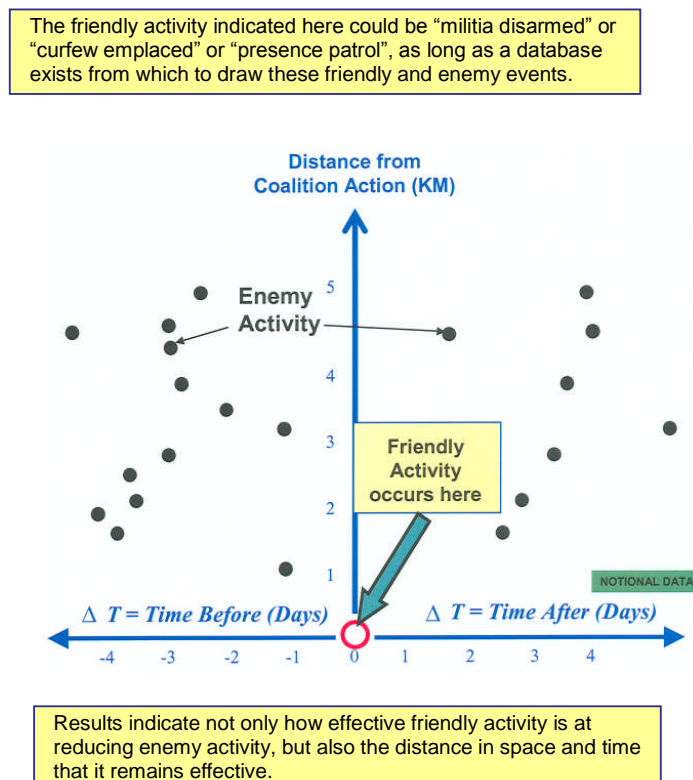 The friendly activity indicated here could be “militia disarmed” or
“curfew emplaced” or “presence patrol”, as long as a database
exists from which to draw these friendly and enemy events.
Distance from
Coalition Action (KM)
5
Enemy
Activity
4
3
Friendly
Activity
occurs here
2
1
NOTIONAL DATA
Δ T = Time Before (Days)
Δ T = Time After (Days)
-4 -3 -2 -1 0 1 2 3 4
Results indicate not only how effective friendly activity is at
reducing enemy activity, but also the distance in space and time
that it remains effective.